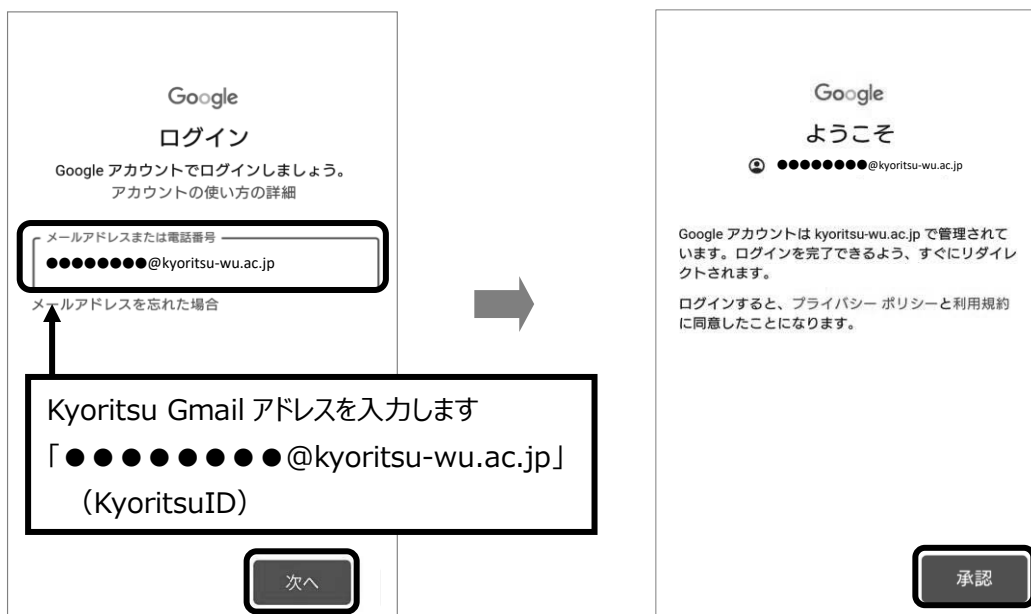 Google
ログイン
Google アカウントでログインしましょう。
アカウントの使い方の詳細
メールアドレスまたは電話番号
●●●●●●●●@kyoritsu-wu.ac.jp
メールアドレスを忘れた場合
Kyoritsu Gmail アドレスを入力します
「●●●●●●●●@kyoritsu-wu.ac.jp」
（KyoritsuID）
次へ
Google
ようこそ
●●●●●●●●@kyoritsu-wu.ac.jp
Google アカウントは kyoritsu-wu.ac.jp で管理されて
います。ログインを完了できるよう、すぐにリダイレ
クトされます。
ログインすると、プライバシー ポリシーと利用規約
に同意したことになります。
承認